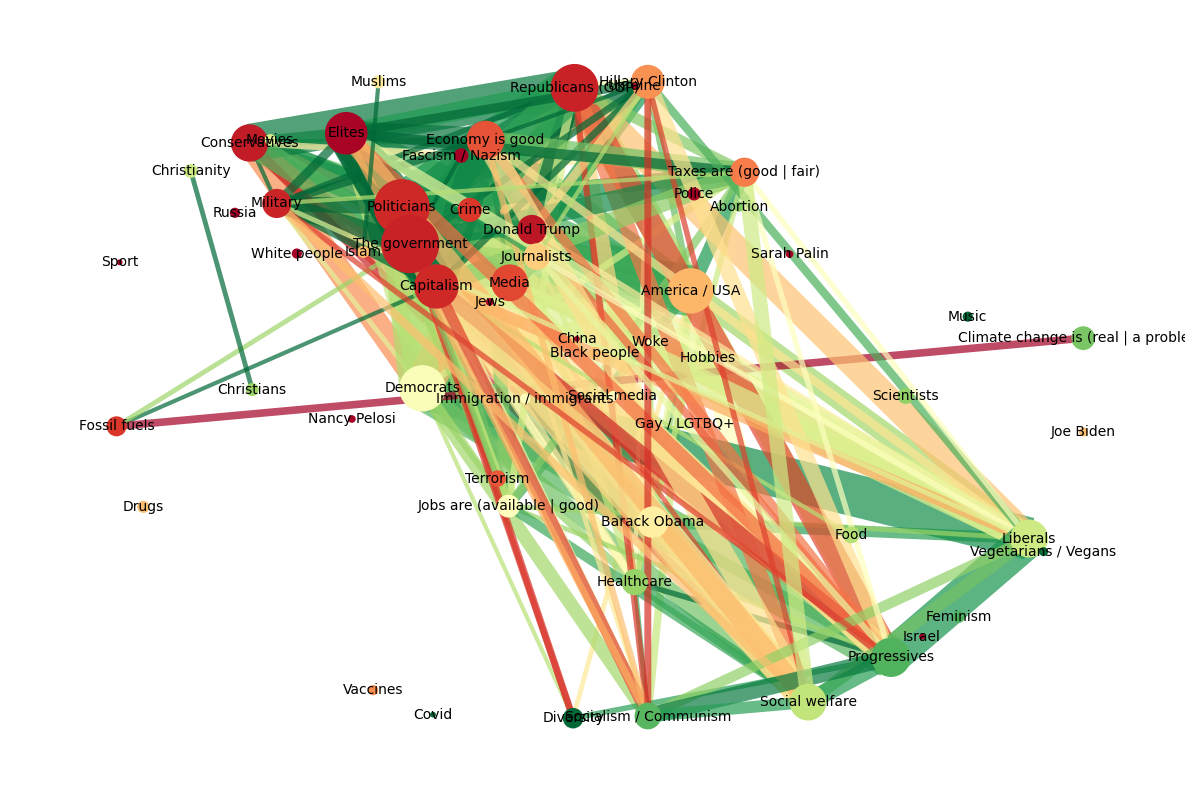 Muslims
Republicans (GOP)
Hillary Clinton
Elites
Conservatives
Movies
Economy is good
Fascism / Nazism
Christianity
Taxes are (good | fair)
Police
Military
Russia
Politicians
Crime
Abortion
Donald Trump
The government
White people
Islam
Journalists
Sarah Palin
Sport
Capitalism
Media
Jews
America / USA
Music
China
Woke
Black people
Hobbies
Climate change is (real | a proble
Christians
Democrats
Immigration / immigrants
Social media
Scientists
Nancy Pelosi
Fossil fuels
Gay / LGTBQ+
Joe Biden
Terrorism
Drugs
Jobs are (available | good)
Barack Obama
Food
Liberals
Vegetarians / Vegans
Healthcare
Feminism
Israel
Progressives
Vaccines
Social welfare
Covid
Diversity
Socialism / Communism